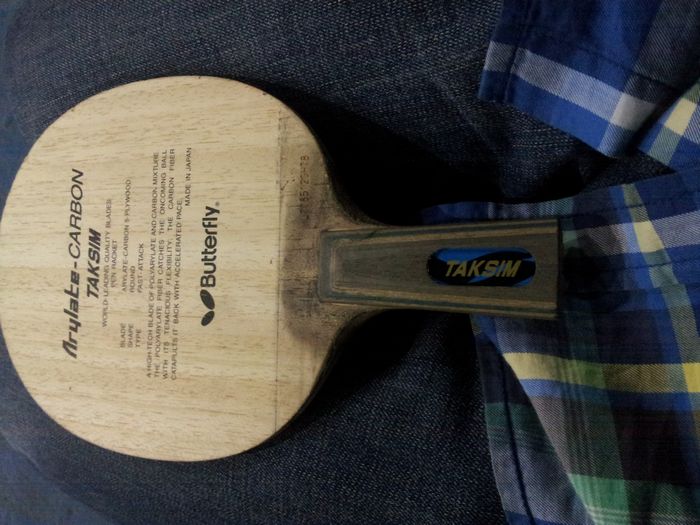 Arylate-CARBON
TAKSIM
WORLD-LEADING QUALITY BLADES
PEN RACKET
BLADE ARYLATE-CARBON 5-PLYWOOD
SHAPE ROUND
TYPE FAST ATTACK
A HIGH-TECH BLADE OF POLYARYLATE AND CARBON MIXTURE.
THE POLYARYLATE FIBER CATCHES THE ONCOMING BALL
WITH ITS TENACIOUS FLEXIBILITY; THE CARBON FIBER
CATAPULTS IT BACK WITH ACCELERATED PACE.
MADE IN JAPAN
Butterfly®
TAKSIM